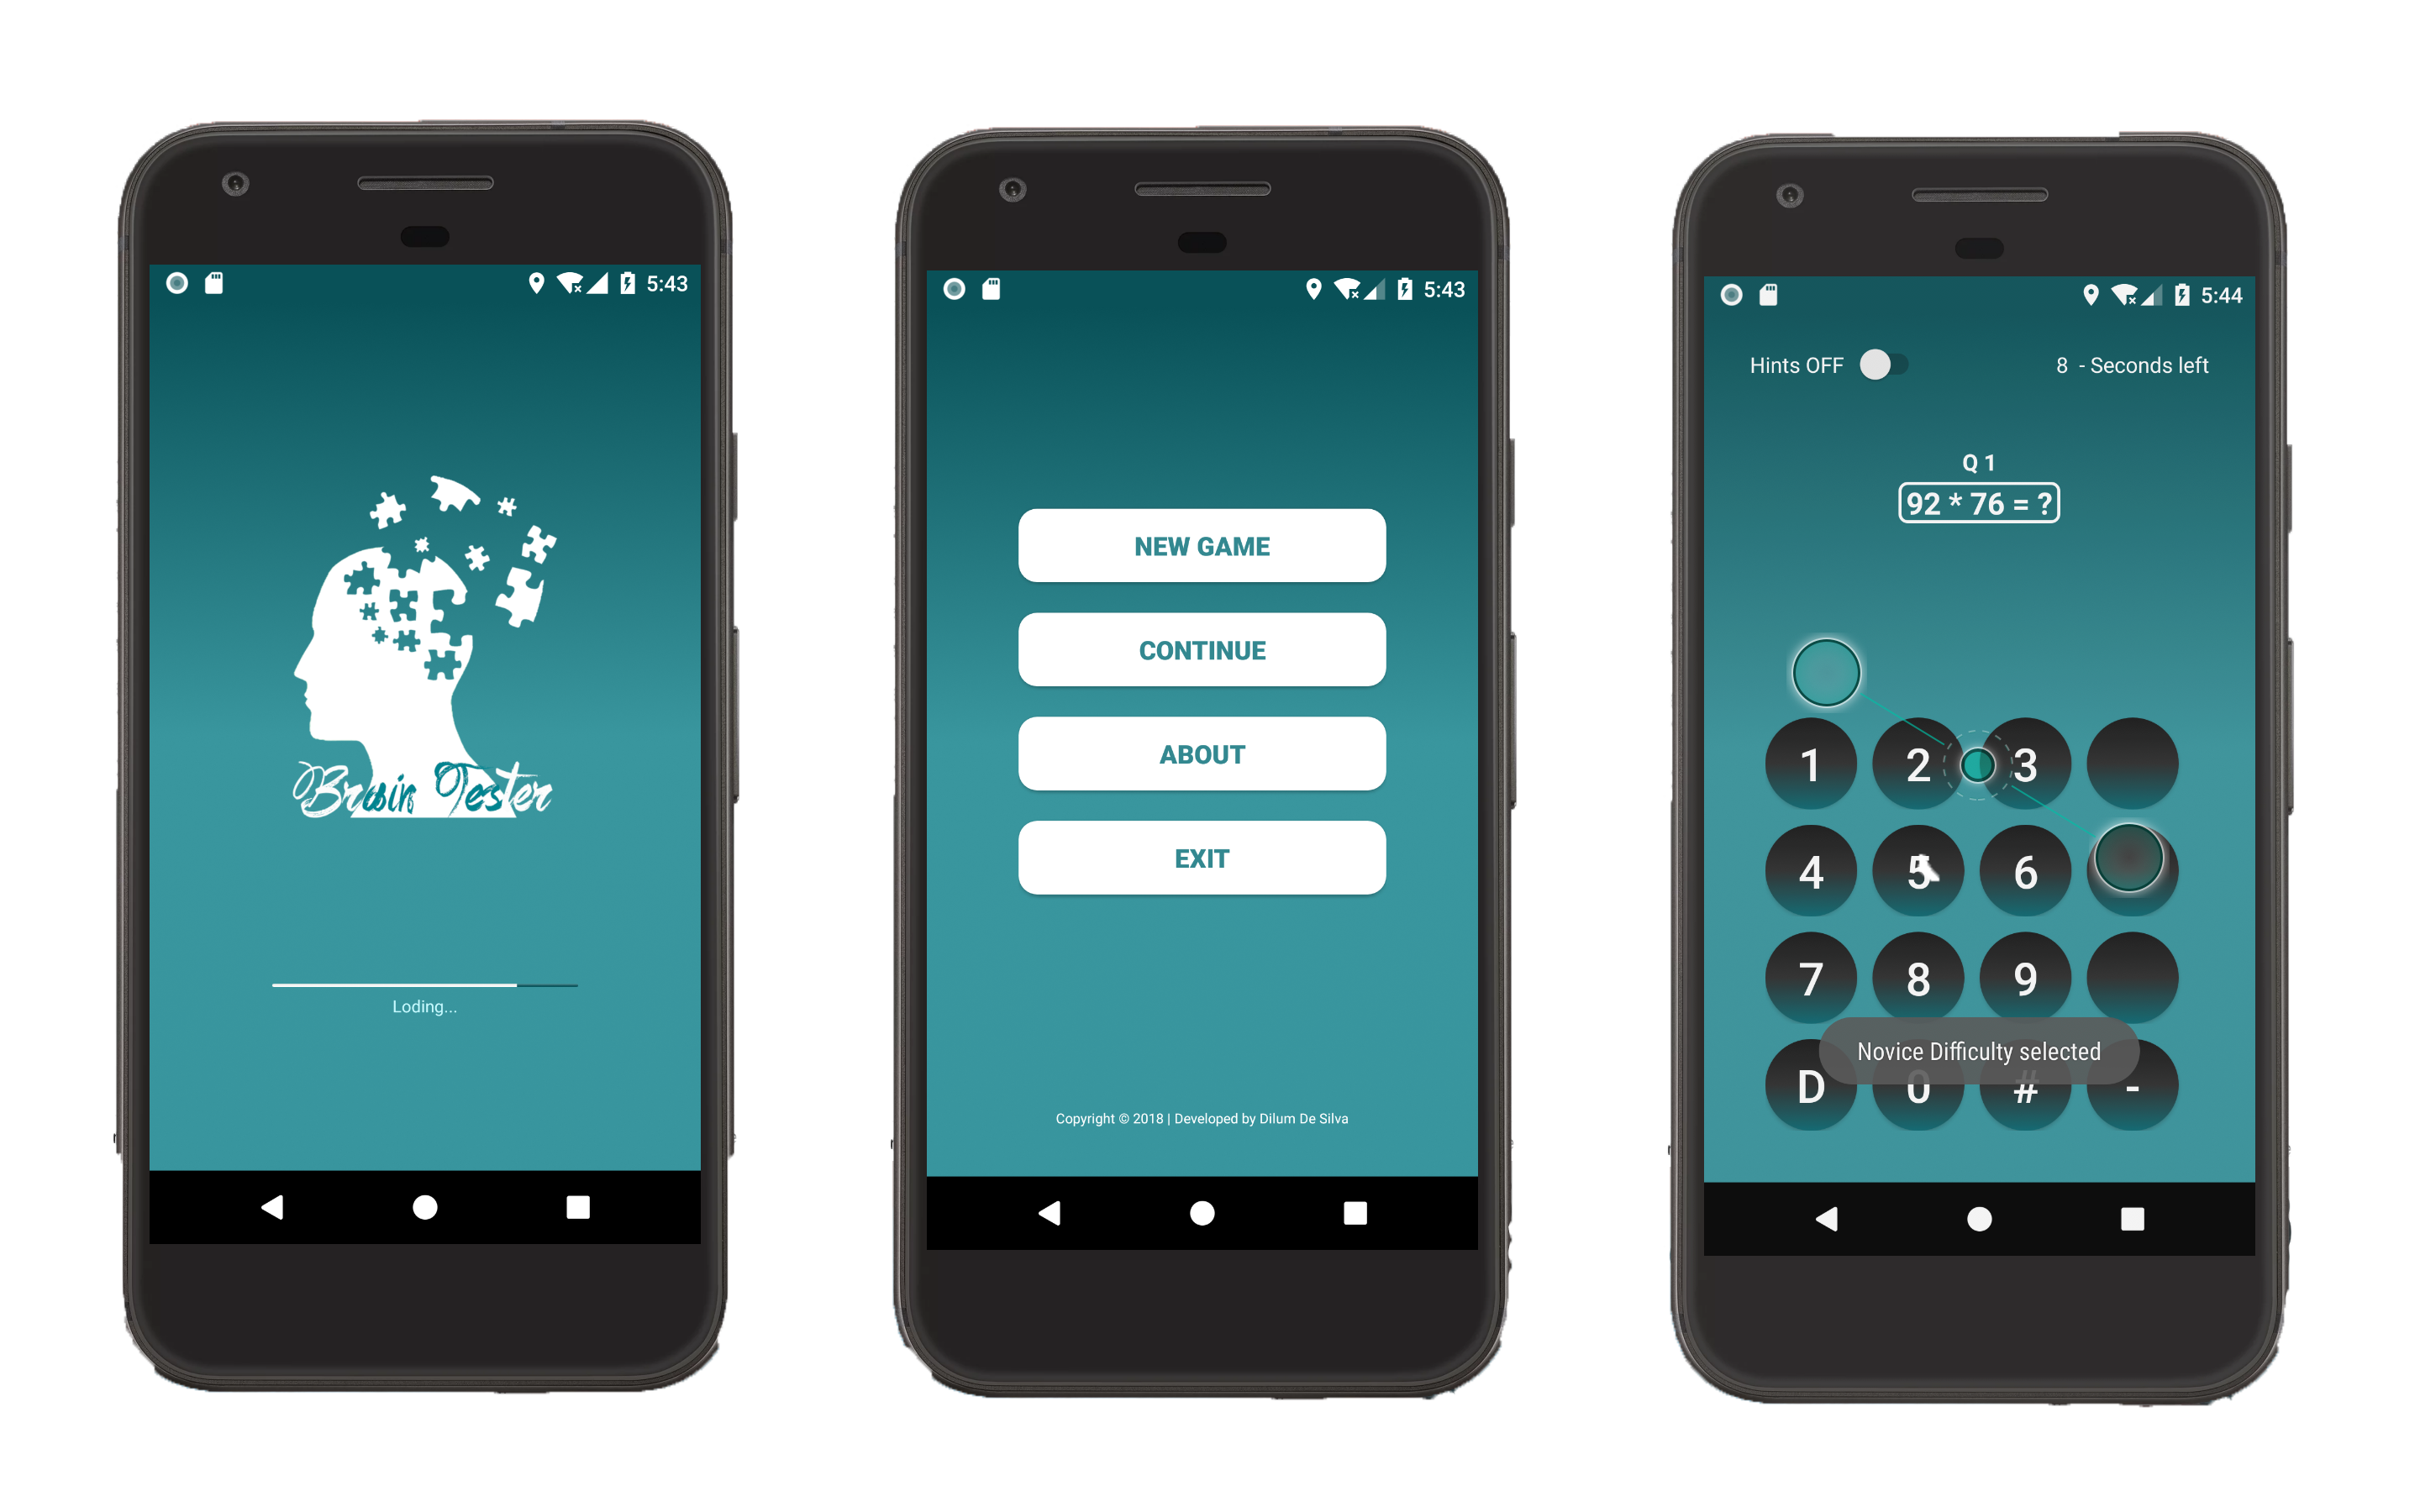 5:43
Brain Tester
Loding...
5:43
NEW GAME
CONTINUE
ABOUT
EXIT
Copyright © 2018 | Developed by Dilum De Silva
5:44
Hints OFF
8 - Seconds left
Q 1
92 * 76 = ?
1 2 3
4 5 6
7 8 9
Novice Difficulty selected
D 0 # -